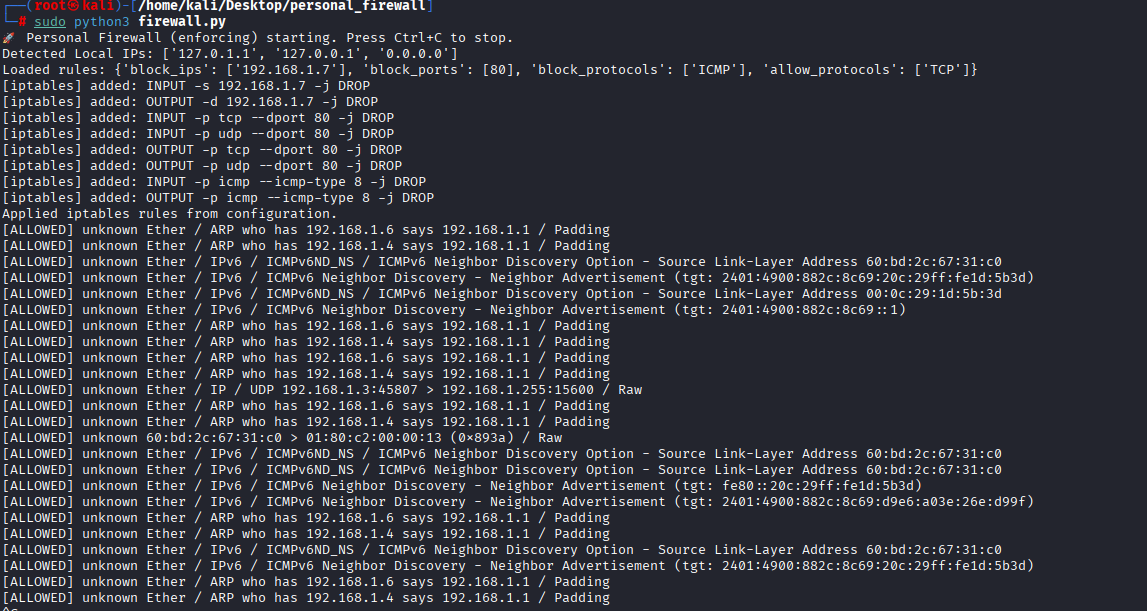 ┌──(root㉿kali)-[/home/kali/Desktop/personal_firewall]
└─# sudo python3 firewall.py
🚀 Personal Firewall (enforcing) starting. Press Ctrl+C to stop.
Detected Local IPs: ['127.0.1.1', '127.0.0.1', '0.0.0.0']
Loaded rules: {'block_ips': ['192.168.1.7'], 'block_ports': [80], 'block_protocols': ['ICMP'], 'allow_protocols': ['TCP']}
[iptables] added: INPUT -s 192.168.1.7 -j DROP
[iptables] added: OUTPUT -d 192.168.1.7 -j DROP
[iptables] added: INPUT -p tcp --dport 80 -j DROP
[iptables] added: INPUT -p udp --dport 80 -j DROP
[iptables] added: OUTPUT -p tcp --dport 80 -j DROP
[iptables] added: OUTPUT -p udp --dport 80 -j DROP
[iptables] added: INPUT -p icmp --icmp-type 8 -j DROP
[iptables] added: OUTPUT -p icmp --icmp-type 8 -j DROP
Applied iptables rules from configuration.
[ALLOWED] unknown Ether / ARP who has 192.168.1.6 says 192.168.1.1 / Padding
[ALLOWED] unknown Ether / ARP who has 192.168.1.4 says 192.168.1.1 / Padding
[ALLOWED] unknown Ether / IPv6 / ICMPv6ND_NS / ICMPv6 Neighbor Discovery Option - Source Link-Layer Address 60:bd:2c:67:31:c0
[ALLOWED] unknown Ether / IPv6 / ICMPv6 Neighbor Discovery - Neighbor Advertisement (tgt: 2401:4900:882c:8c69:20c:29ff:fe1d:5b3d)
[ALLOWED] unknown Ether / IPv6 / ICMPv6ND_NS / ICMPv6 Neighbor Discovery Option - Source Link-Layer Address 00:0c:29:1d:5b:3d
[ALLOWED] unknown Ether / IPv6 / ICMPv6 Neighbor Discovery - Neighbor Advertisement (tgt: 2401:4900:882c:8c69::1)
[ALLOWED] unknown Ether / ARP who has 192.168.1.6 says 192.168.1.1 / Padding
[ALLOWED] unknown Ether / ARP who has 192.168.1.4 says 192.168.1.1 / Padding
[ALLOWED] unknown Ether / ARP who has 192.168.1.6 says 192.168.1.1 / Padding
[ALLOWED] unknown Ether / ARP who has 192.168.1.4 says 192.168.1.1 / Padding
[ALLOWED] unknown Ether / IP / UDP 192.168.1.3:45807 > 192.168.1.255:15600 / Raw
[ALLOWED] unknown Ether / ARP who has 192.168.1.6 says 192.168.1.1 / Padding
[ALLOWED] unknown Ether / ARP who has 192.168.1.4 says 192.168.1.1 / Padding
[ALLOWED] unknown 60:bd:2c:67:31:c0 > 01:80:c2:00:00:13 (0×893a) / Raw
[ALLOWED] unknown Ether / IPv6 / ICMPv6ND_NS / ICMPv6 Neighbor Discovery Option - Source Link-Layer Address 60:bd:2c:67:31:c0
[ALLOWED] unknown Ether / IPv6 / ICMPv6ND_NS / ICMPv6 Neighbor Discovery Option - Source Link-Layer Address 60:bd:2c:67:31:c0
[ALLOWED] unknown Ether / IPv6 / ICMPv6 Neighbor Discovery - Neighbor Advertisement (tgt: fe80::20c:29ff:fe1d:5b3d)
[ALLOWED] unknown Ether / IPv6 / ICMPv6 Neighbor Discovery - Neighbor Advertisement (tgt: 2401:4900:882c:8c69:d9e6:a03e:26e:d99f)
[ALLOWED] unknown Ether / ARP who has 192.168.1.6 says 192.168.1.1 / Padding
[ALLOWED] unknown Ether / ARP who has 192.168.1.4 says 192.168.1.1 / Padding
[ALLOWED] unknown Ether / IPv6 / ICMPv6ND_NS / ICMPv6 Neighbor Discovery Option - Source Link-Layer Address 60:bd:2c:67:31:c0
[ALLOWED] unknown Ether / IPv6 / ICMPv6 Neighbor Discovery - Neighbor Advertisement (tgt: 2401:4900:882c:8c69:20c:29ff:fe1d:5b3d)
[ALLOWED] unknown Ether / ARP who has 192.168.1.6 says 192.168.1.1 / Padding
[ALLOWED] unknown Ether / ARP who has 192.168.1.4 says 192.168.1.1 / Padding